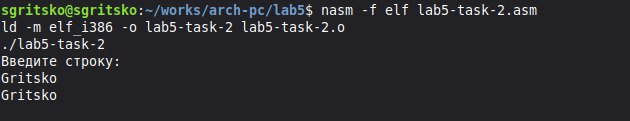 sgritsko@sgritsko:~/works/arch-pc/lab5$ nasm -f elf lab5-task-2.asm
ld -m elf_i386 -o lab5-task-2 lab5-task-2.o
./lab5-task-2
Введите строку:
Gritsko
Gritsko